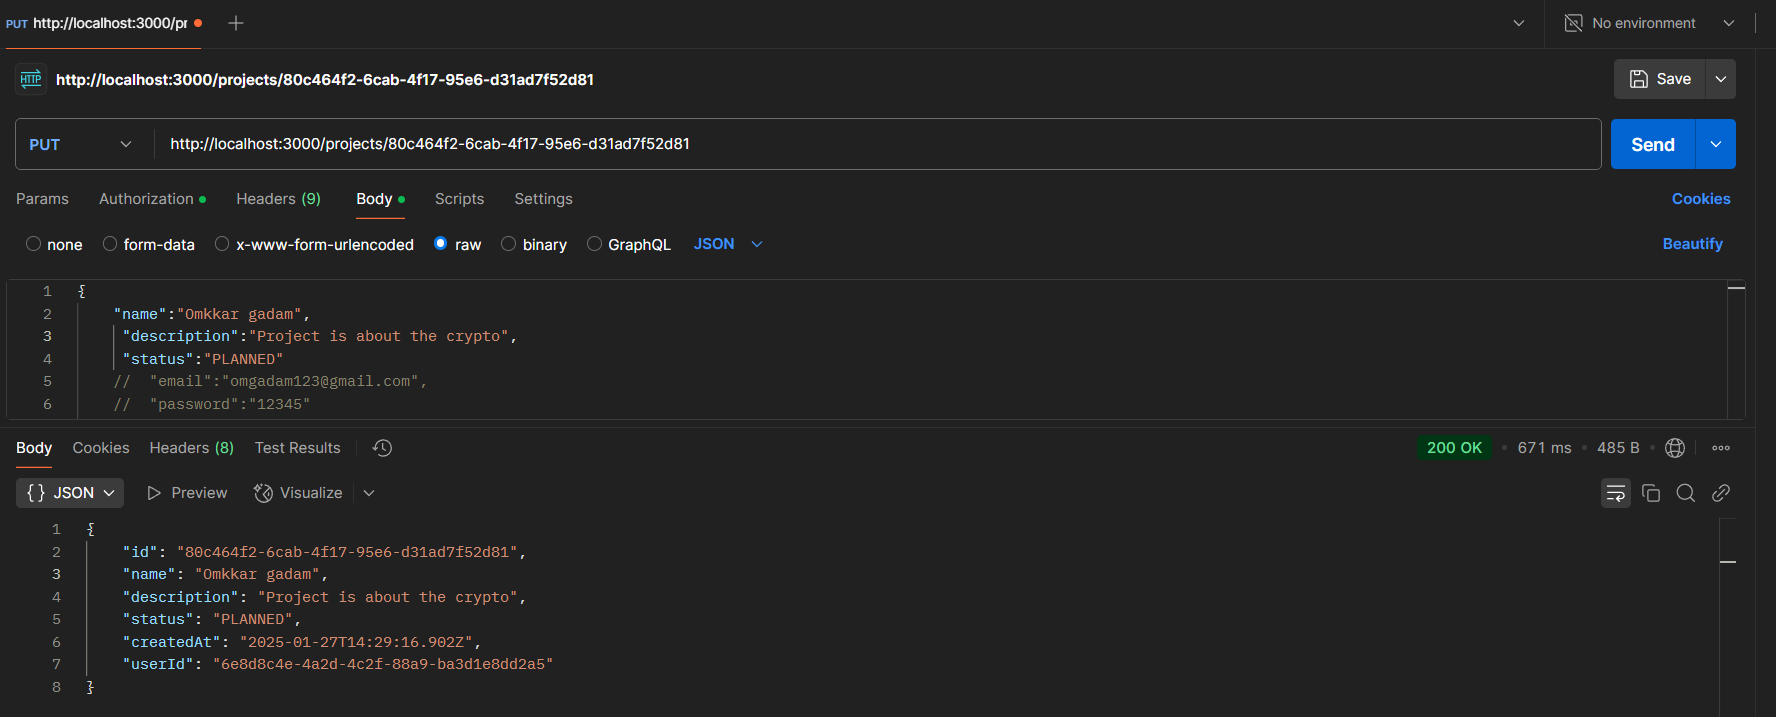 PUT http://localhost:3000/pr
No environment
HTTP http://localhost:3000/projects/80c464f2-6cab-4f17-95e6-d31ad7f52d81
Save
PUT http://localhost:3000/projects/80c464f2-6cab-4f17-95e6-d31ad7f52d81
Send
Params Authorization Headers (9) Body Scripts Settings Cookies
none form-data x-www-form-urlencoded raw binary GraphQL JSON Beautify
1 {
2 "name":"Omkkar gadam",
3 "description":"Project is about the crypto",
4 "status":"PLANNED"
5 // "email":"omgadam123@gmail.com",
6 // "password":"12345"
Body Cookies Headers (8) Test Results 200 OK • 671 ms • 485 B •
{} JSON Preview Visualize
1 {
2 "id": "80c464f2-6cab-4f17-95e6-d31ad7f52d81",
3 "name": "Omkkar gadam",
4 "description": "Project is about the crypto",
5 "status": "PLANNED",
6 "createdAt": "2025-01-27T14:29:16.902Z",
7 "userId": "6e8d8c4e-4a2d-4c2f-88a9-ba3d1e8dd2a5"
8 }